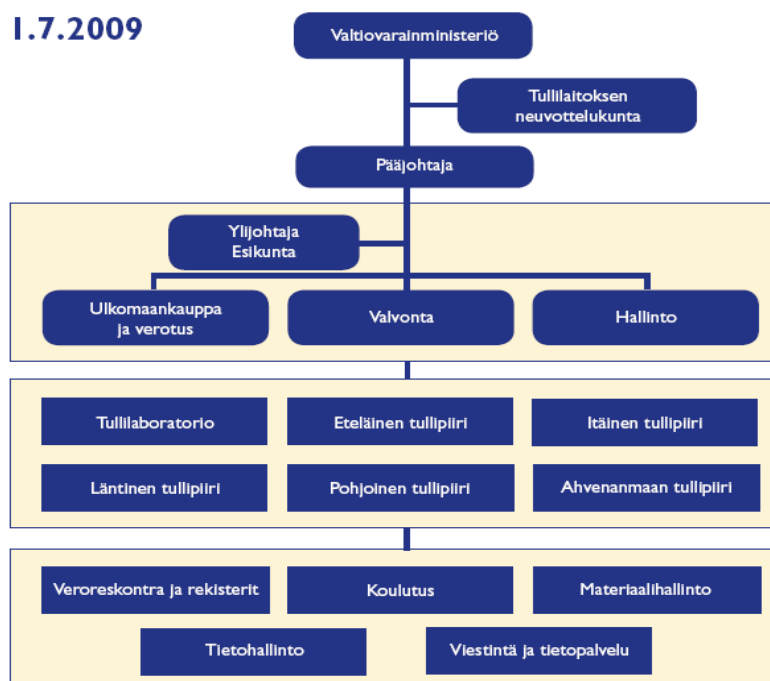 1.7.2009
Valtiovarainministeriö
Tullilaitoksen
neuvottelukunta
Pääjohtaja
Ylijohtaja
Esikunta
Ulkomaankauppa
ja verotus
Valvonta
Hallinto
Tullilaboratorio
Eteläinen tullipiiri
Itäinen tullipiiri
Läntinen tullipiiri
Pohjoinen tullipiiri
Ahvenanmaan tullipiiri
Veroreskontra ja rekisterit
Koulutus
Materiaalihallinto
Tietohallinto
Viestintä ja tietopalvelu